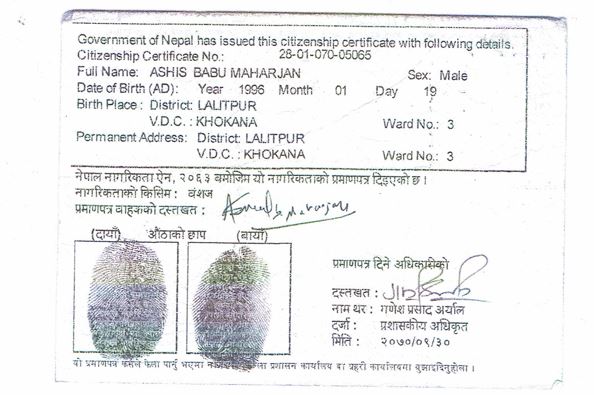 Government of Nepal has issued this citizenship certificate with following details.
Citizenship Certificate No.: 28-01-070-05065
Full Name: ASHIS BABU MAHARJAN Sex: Male
Date of Birth (AD): Year 1996 Month 01 Day 19
Birth Place : District: LALITPUR
V.D.C. : KHOKANA Ward No.: 3
Permanent Address: District: LALITPUR
V.D.C. : KHOKANA Ward No.: 3
नेपाल नागरिकता ऐन, २०६३ बमोजिम यो नागरिकताको प्रमाणपत्र दिइएको छ ।
नागरिकताको किसिम : वंशज
प्रमाणपत्र वाहकको दस्तखत :
(दायाँ) औंठाको छाप (बायाँ)
प्रमाणपत्र दिने अधिकारीको
दस्तखत :
नाम थर : गणेश प्रसाद अर्याल
दर्जा : प्रशासकीय अधिकृत
मिति : २०७०/०९/३०
यो प्रमाणपत्र कसैले फेला पार्नु भएमा प्रशासन कार्यालय वा प्रहरी कार्यालयमा बुझाइदिनुहोला ।